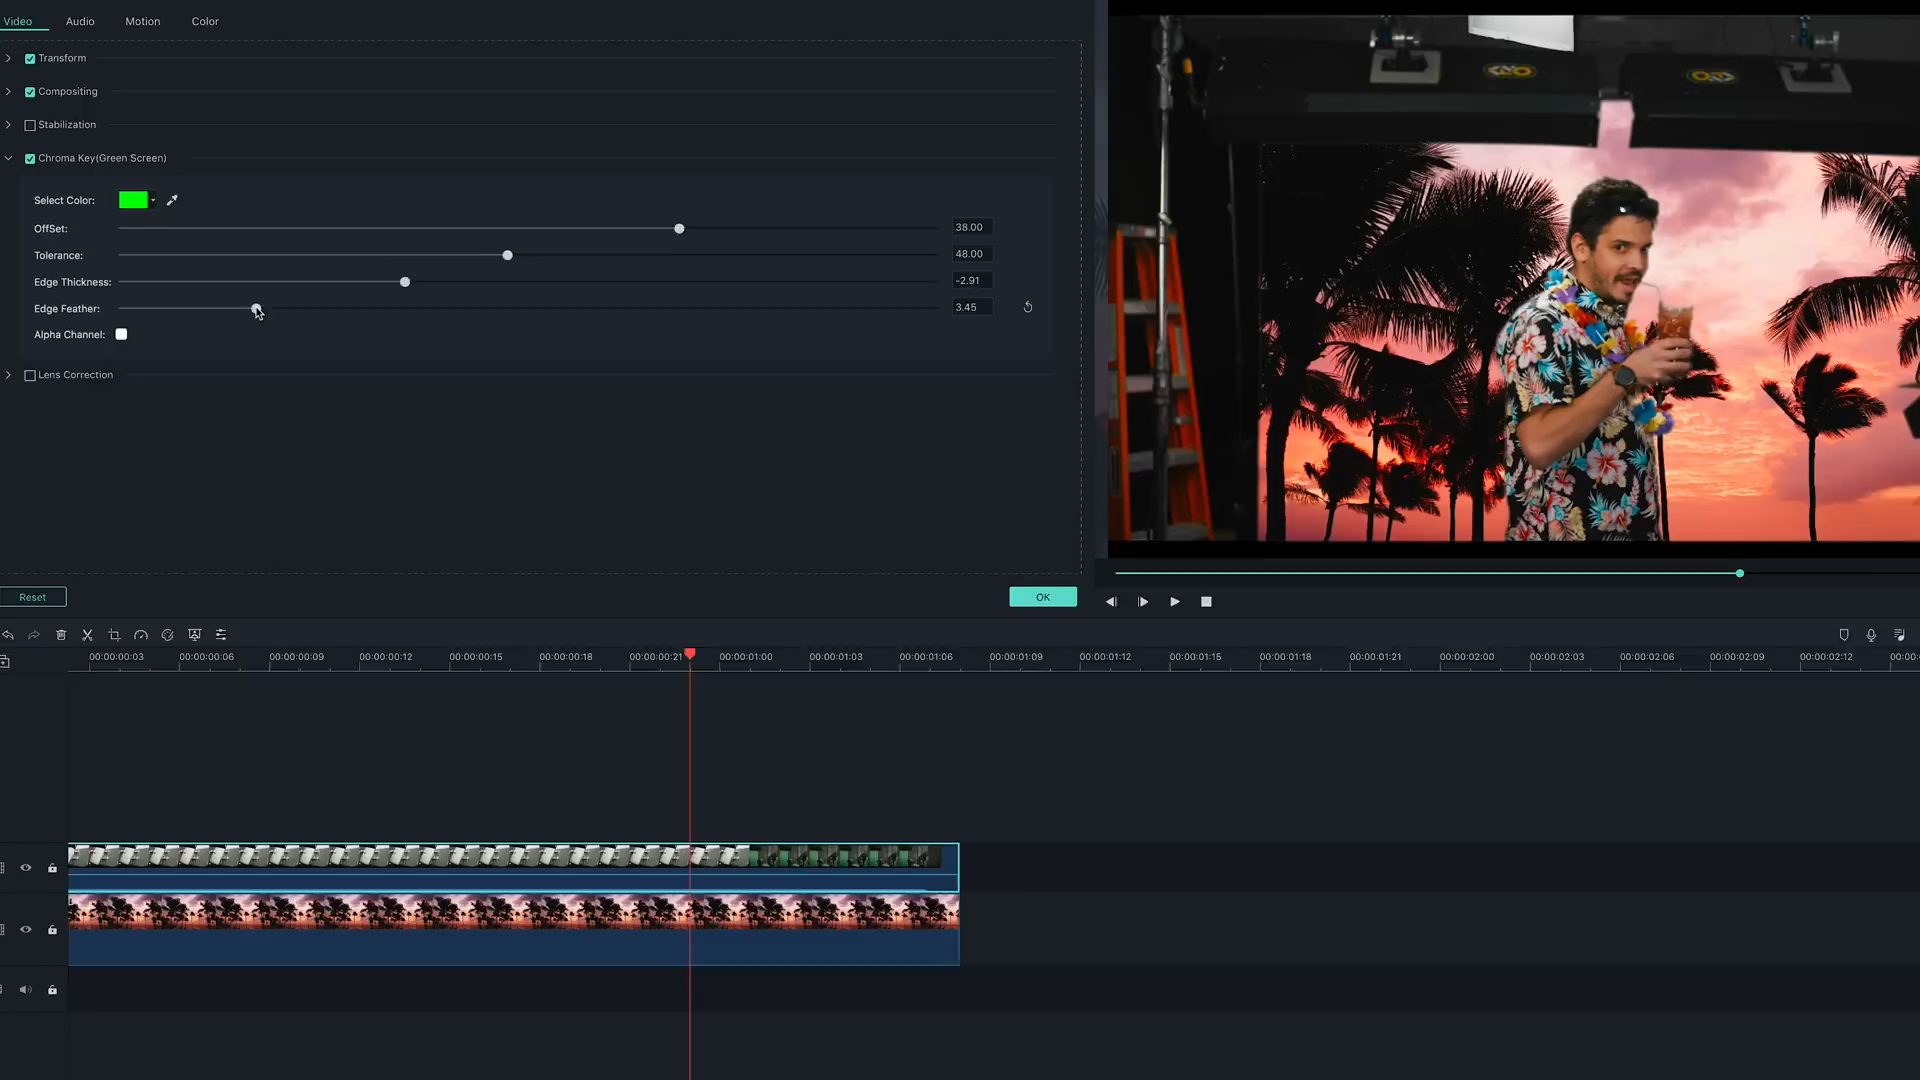 Video Audio Motion Color
Transform
Compositing
Stabilization
Chroma Key(Green Screen)
Select Color:
OffSet: 38.00
Tolerance: 48.00
Edge Thickness: -2.91
Edge Feather: 3.45
Alpha Channel:
Lens Correction
Reset OK
00:00:00:03 00:00:00:06 00:00:00:09 00:00:00:12 00:00:00:15 00:00:00:18 00:00:00:21 00:00:01:00 00:00:01:03 00:00:01:06 00:00:01:09 00:00:01:12 00:00:01:15 00:00:01:18 00:00:01:21 00:00:02:00 00:00:02:03 00:00:02:06 00:00:02:09 00:00:02:12 00:00: